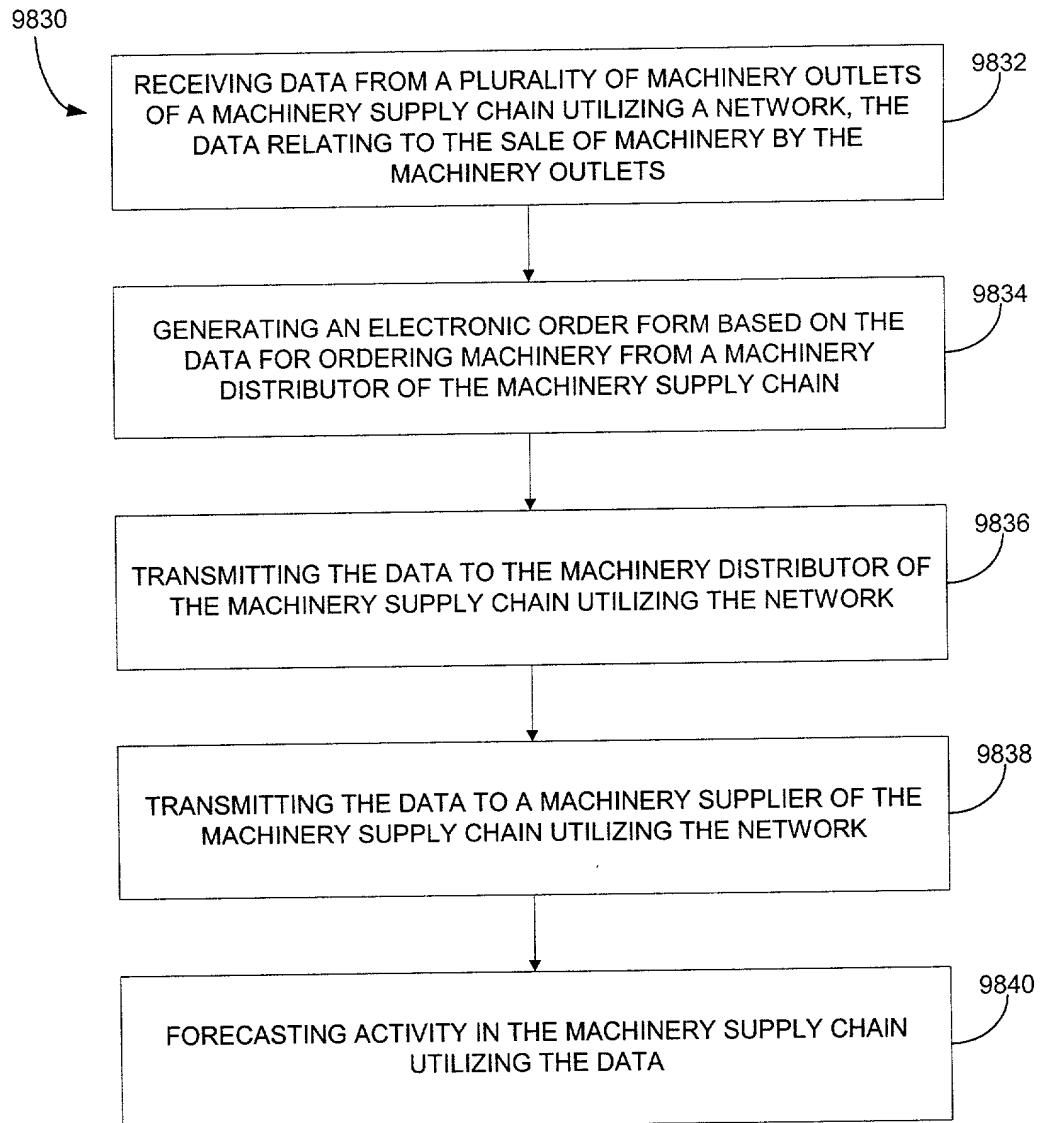 9830
9832
RECEIVING DATA FROM A PLURALITY OF MACHINERY OUTLETS
OF A MACHINERY SUPPLY CHAIN UTILIZING A NETWORK, THE
DATA RELATING TO THE SALE OF MACHINERY BY THE
MACHINERY OUTLETS
9834
GENERATING AN ELECTRONIC ORDER FORM BASED ON THE
DATA FOR ORDERING MACHINERY FROM A MACHINERY
DISTRIBUTOR OF THE MACHINERY SUPPLY CHAIN
9836
TRANSMITTING THE DATA TO THE MACHINERY DISTRIBUTOR OF
THE MACHINERY SUPPLY CHAIN UTILIZING THE NETWORK
9838
TRANSMITTING THE DATA TO A MACHINERY SUPPLIER OF THE
MACHINERY SUPPLY CHAIN UTILIZING THE NETWORK
9840
FORECASTING ACTIVITY IN THE MACHINERY SUPPLY CHAIN
UTILIZING THE DATA